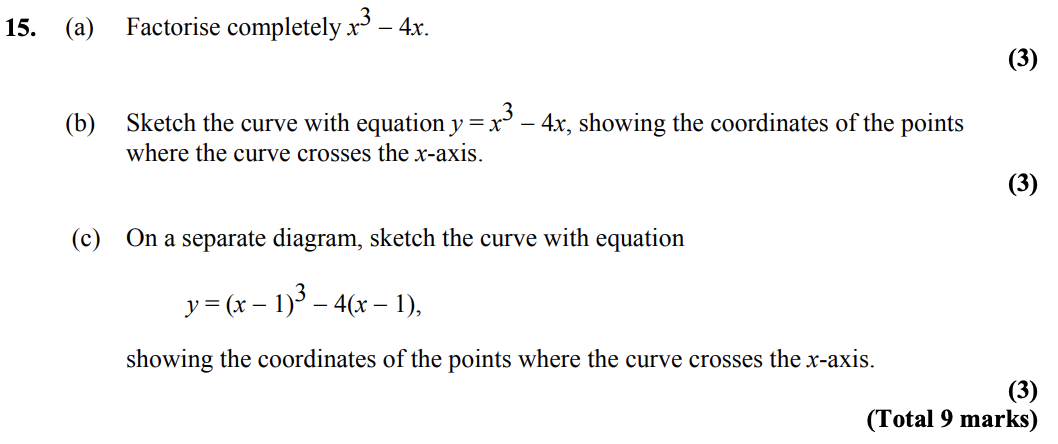 15. (a) Factorise completely x³ – 4x.
(3)
(b) Sketch the curve with equation y = x³ – 4x, showing the coordinates of the points
where the curve crosses the x-axis.
(3)
(c) On a separate diagram, sketch the curve with equation
y = (x – 1)³ – 4(x – 1),
showing the coordinates of the points where the curve crosses the x-axis.
(3)
(Total 9 marks)